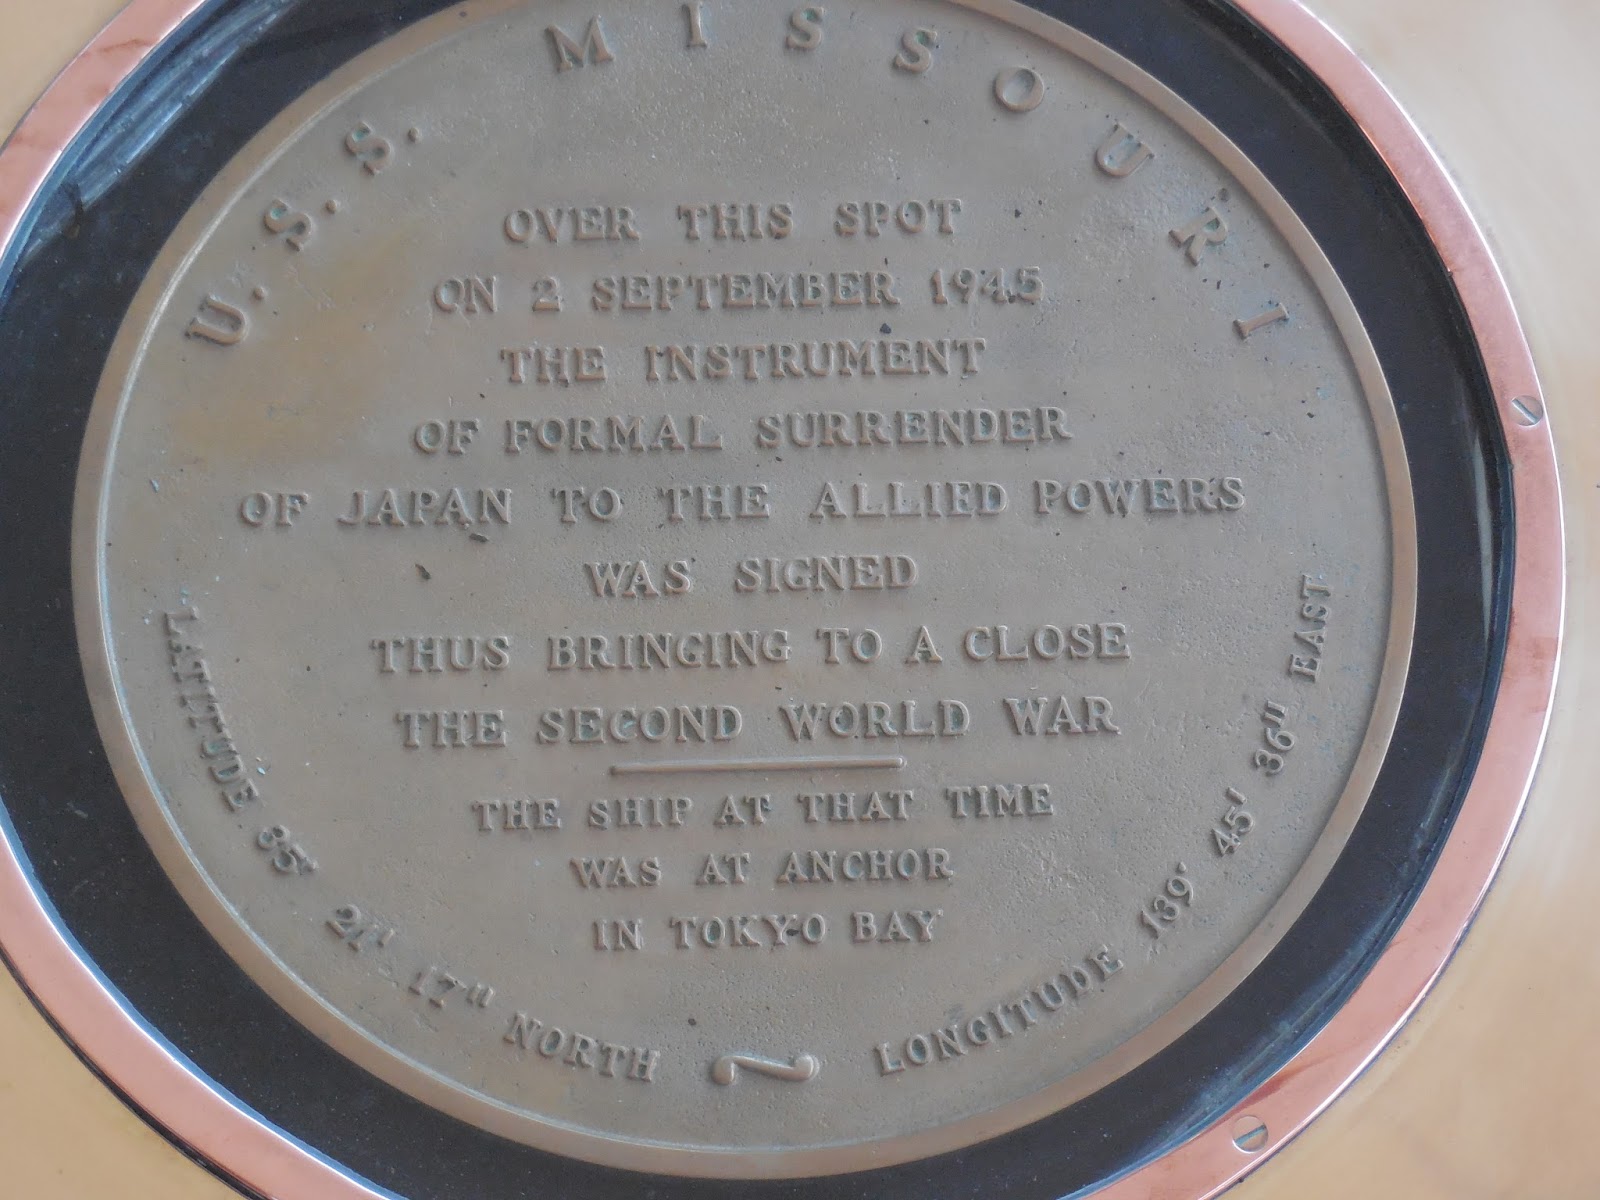 U.S.S. MISSOURI
OVER THIS SPOT
ON 2 SEPTEMBER 1945
THE INSTRUMENT
OF FORMAL SURRENDER
OF JAPAN TO THE ALLIED POWERS
WAS SIGNED
THUS BRINGING TO A CLOSE
THE SECOND WORLD WAR
THE SHIP AT THAT TIME
WAS AT ANCHOR
IN TOKYO BAY
LATITUDE 35° 21' 17" NORTH ~ LONGITUDE 139° 45' 36" EAST